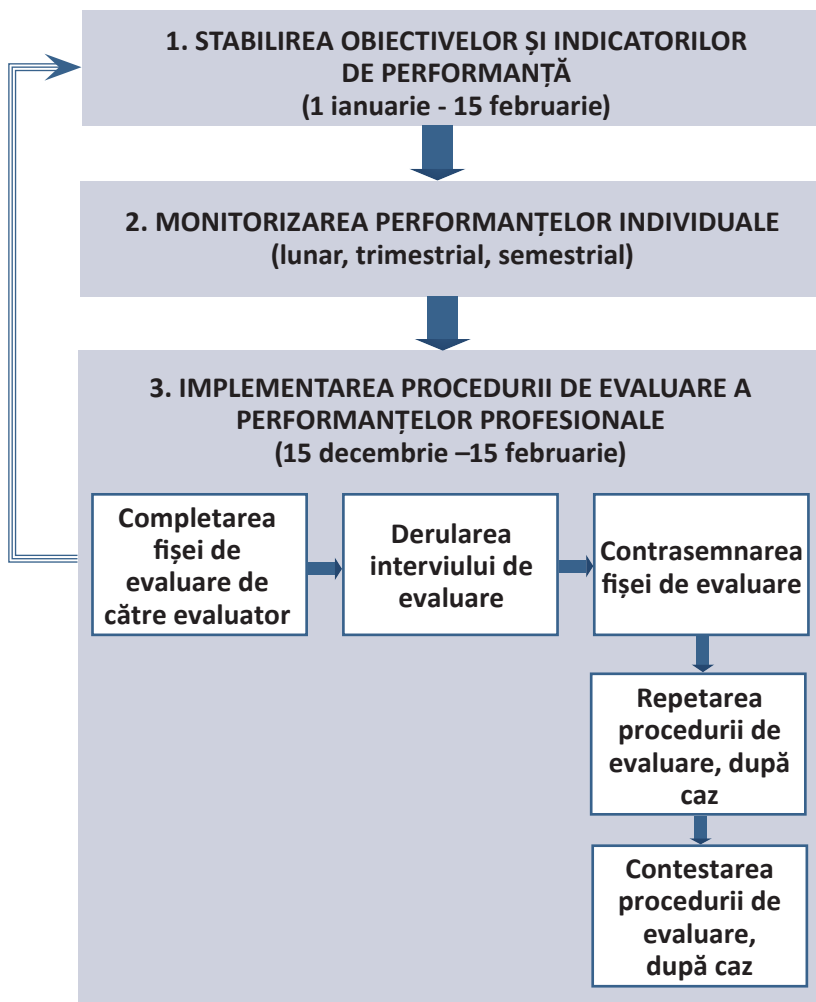 1. STABILIREA OBIECTIVELOR ȘI INDICATORILOR
DE PERFORMANȚĂ
(1 ianuarie - 15 februarie)
2. MONITORIZAREA PERFORMANȚELOR INDIVIDUALE
(lunar, trimestrial, semestrial)
3. IMPLEMENTAREA PROCEDURII DE EVALUARE A
PERFORMANȚELOR PROFESIONALE
(15 decembrie –15 februarie)
Completarea
fișei de
evaluare de
către evaluator
Derularea
interviului de
evaluare
Contrasemnarea
fișei de evaluare
Repetarea
procedurii de
evaluare, după
caz
Contestarea
procedurii de
evaluare,
după caz